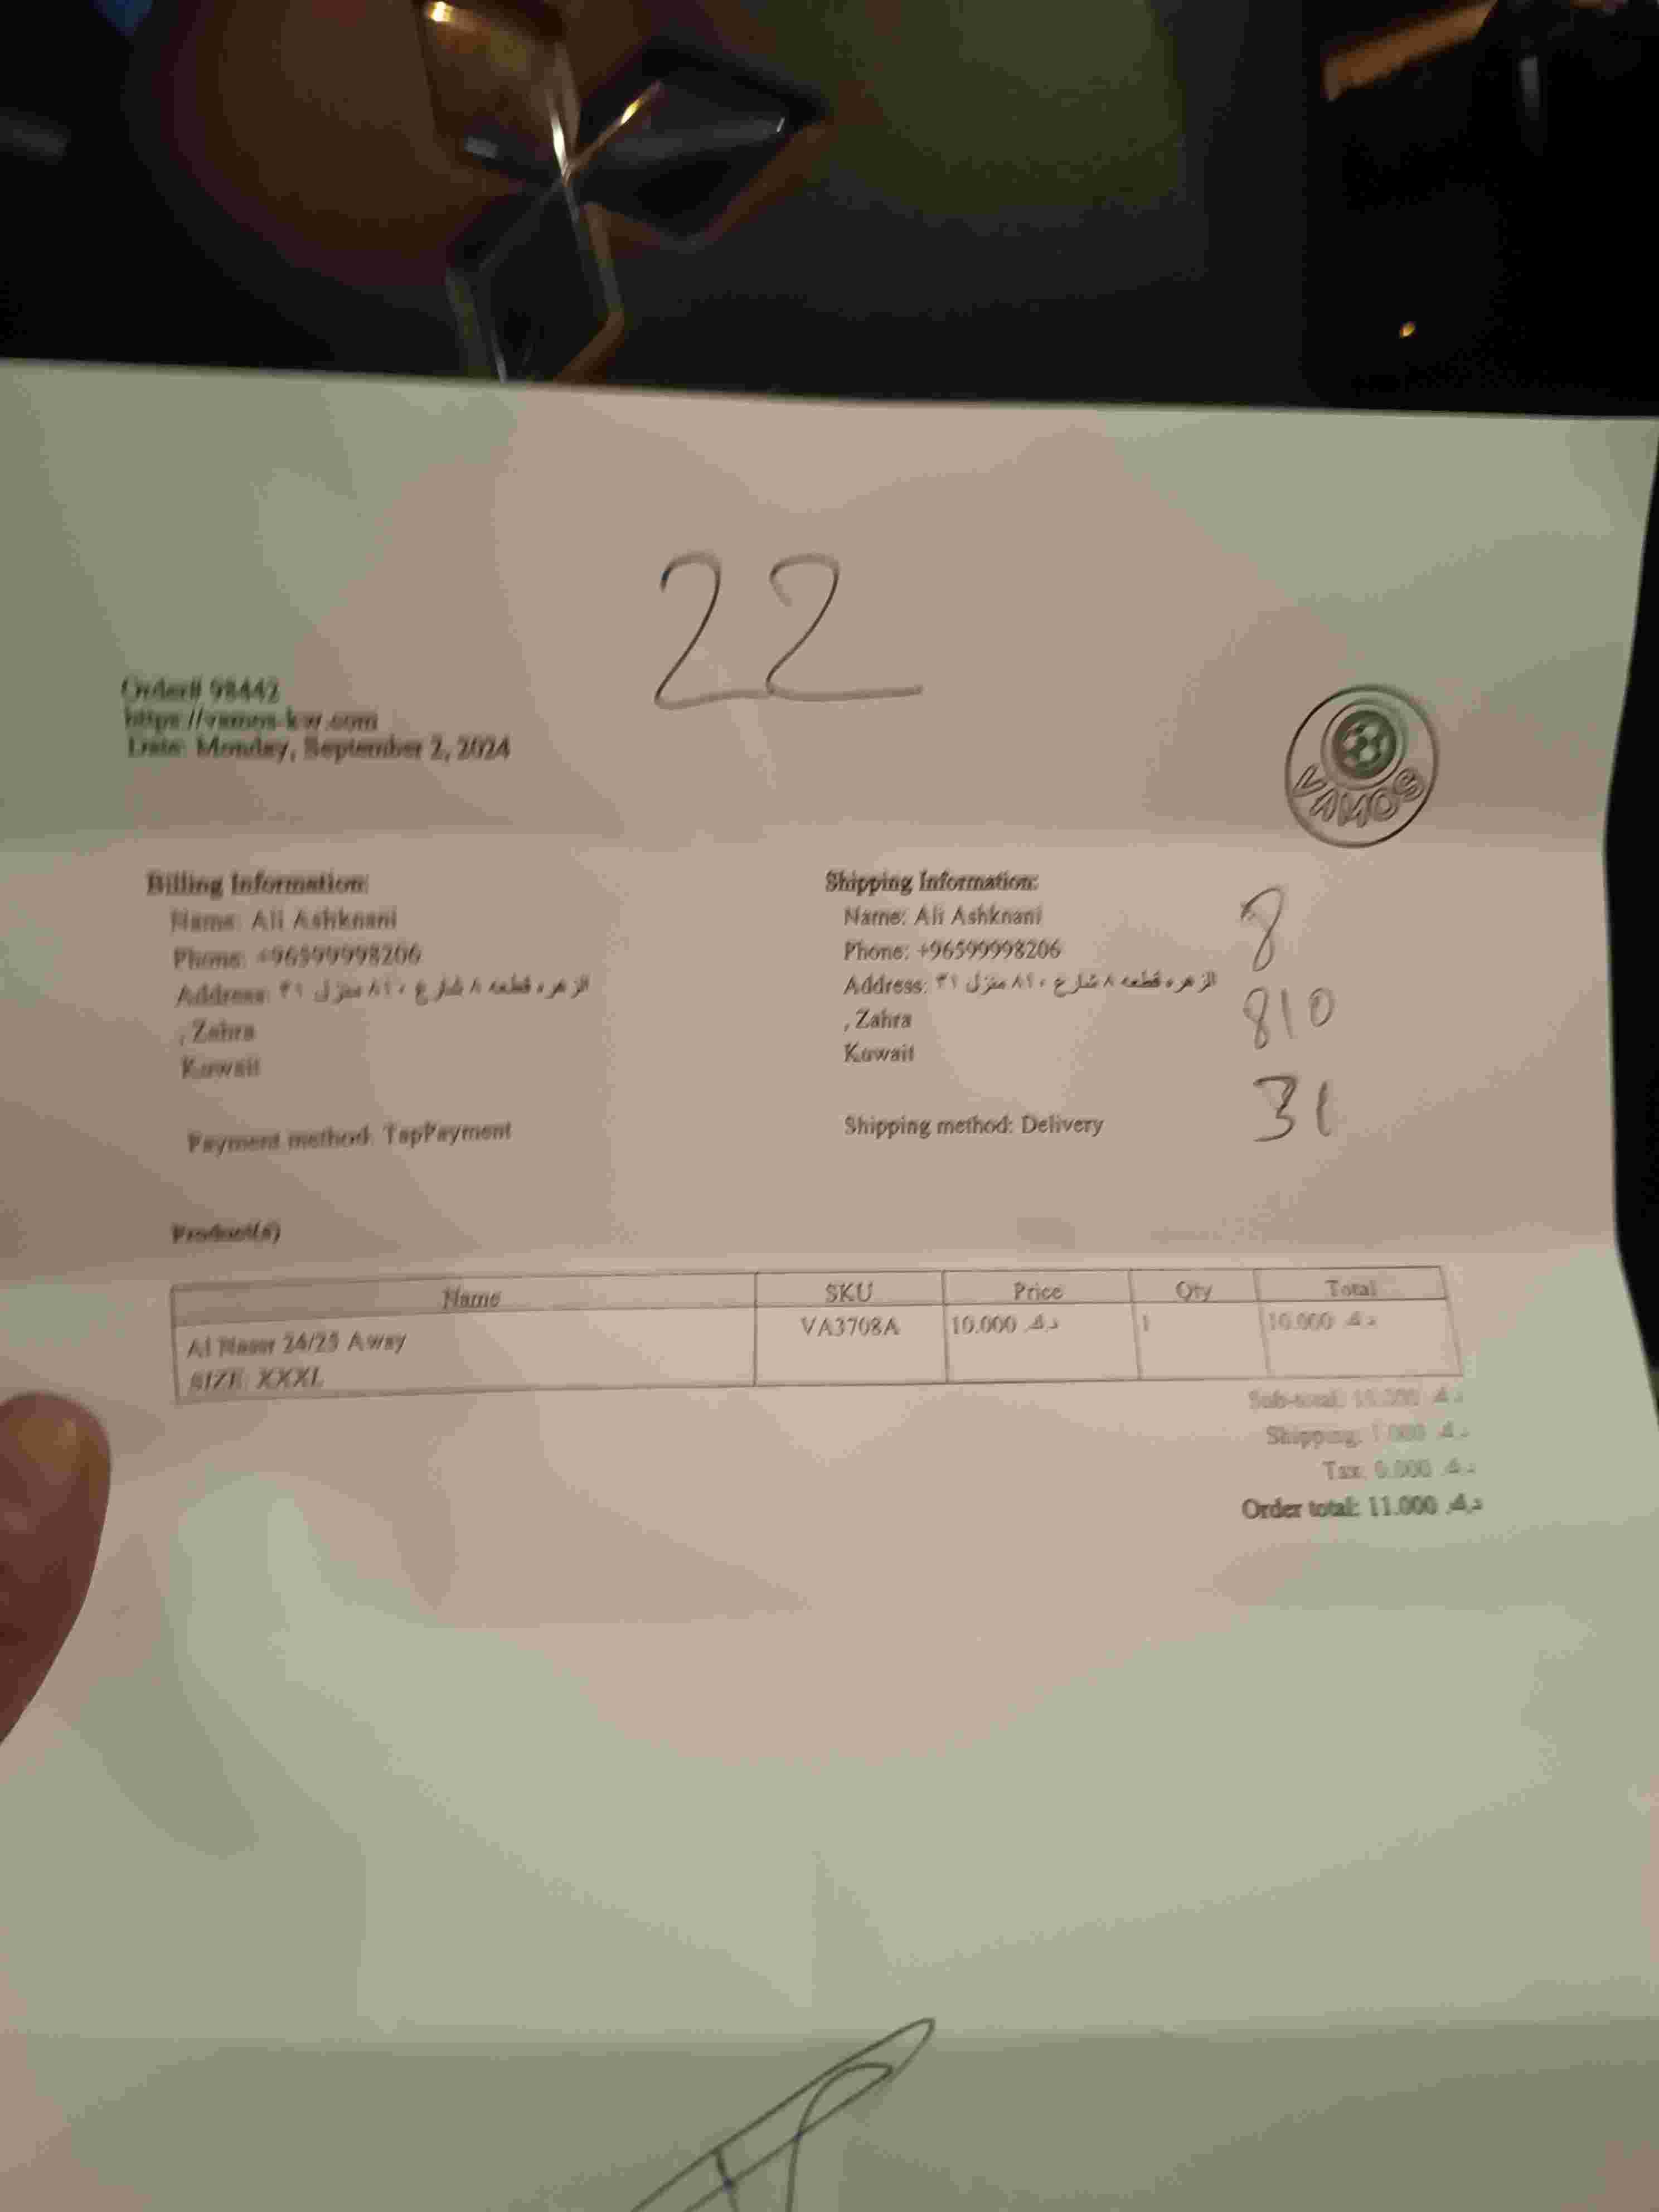 22
Order# 98442
https://vamos-kw.com
Date: Monday, September 2, 2024
VAMOS
Billing Information:
Name: Ali Ashknani
Phone: +96599998206
Address: الزهره قطعه ٨ شارع ٨١٠ منزل ٣١
, Zahra
Kuwait
Payment method: TapPayment
Shipping Information:
Name: Ali Ashknani
Phone: +96599998206
Address: الزهره قطعه ٨ شارع ٨١٠ منزل ٣١
, Zahra
Kuwait
Shipping method: Delivery
8
810
31
Product(s)
Name SKU Price Qty Total
Al Nassr 24/25 Away VA3708A 10.000 د.ك. 1 10.000 د.ك.
SIZE: XXXL
Sub-total: د.ك.
Shipping: 1.000 د.ك.
Tax: 0.000 د.ك.
Order total: 11.000 د.ك.